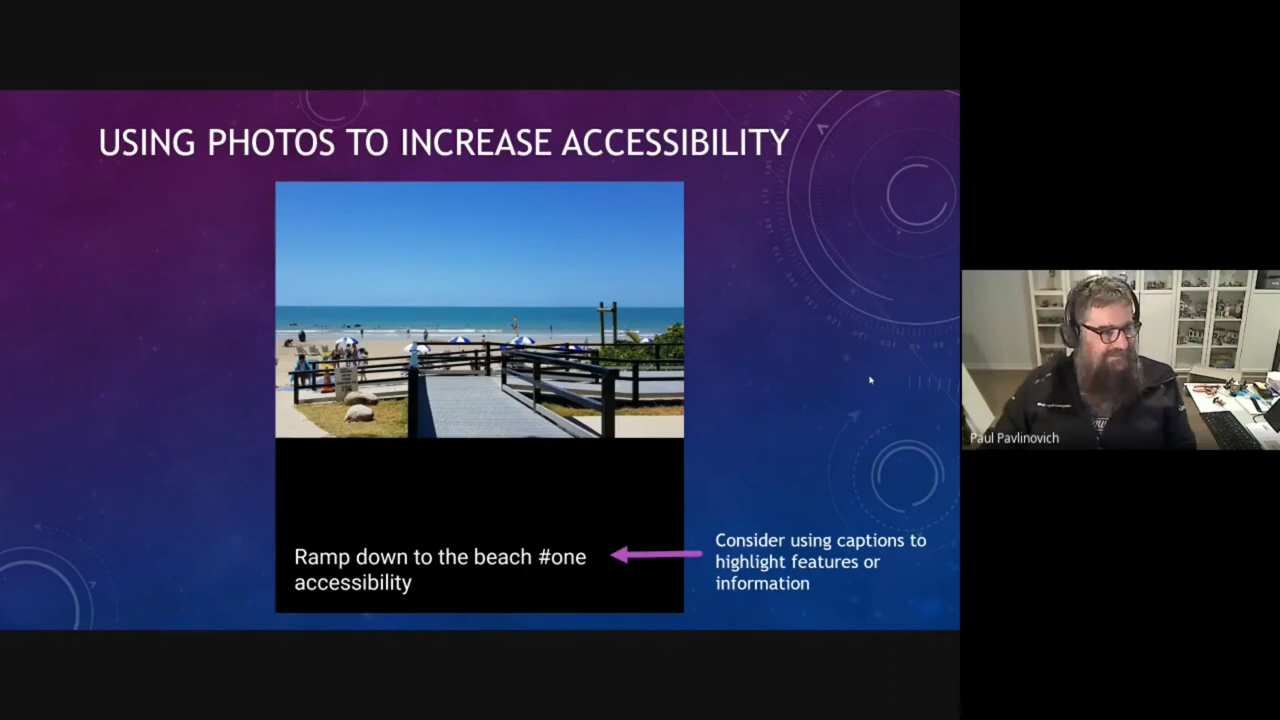 USING PHOTOS TO INCREASE ACCESSIBILITY
Ramp down to the beach #one
accessibility
Consider using captions to
highlight features or
information
Paul Pavlinovich